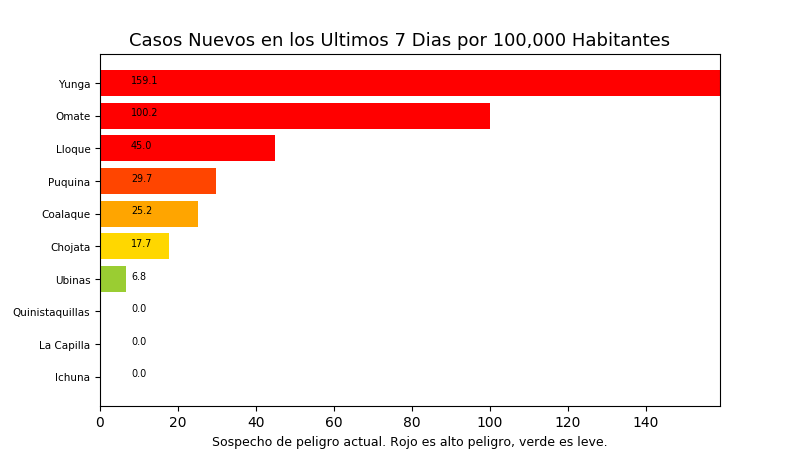 Casos Nuevos en los Ultimos 7 Dias por 100,000 Habitantes
Yunga 159.1
Omate 100.2
Lloque 45.0
Puquina 29.7
Coalaque 25.2
Chojata 17.7
Ubinas 6.8
Quinistaquillas 0.0
La Capilla 0.0
Ichuna 0.0
0 20 40 60 80 100 120 140
Sospecho de peligro actual. Rojo es alto peligro, verde es leve.